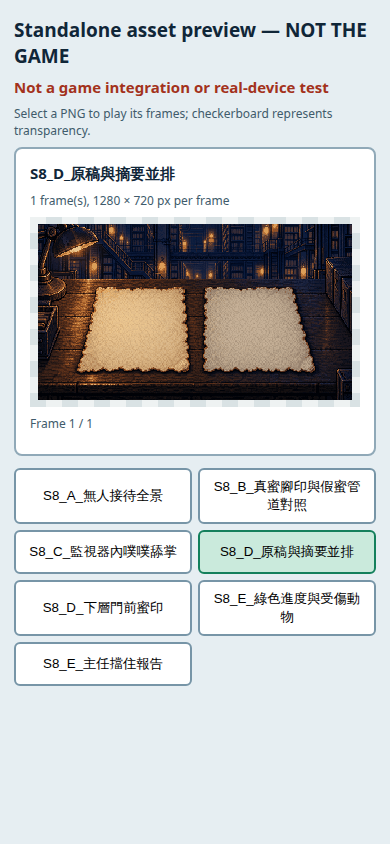 Standalone asset preview — NOT THE
GAME
Not a game integration or real-device test
Select a PNG to play its frames; checkerboard represents
transparency.
S8_D_原稿與摘要並排
1 frame(s), 1280 × 720 px per frame
Frame 1 / 1
S8_A_無人接待全景
S8_B_真蜜腳印與假蜜管
道對照
S8_C_監視器內噗噗舔掌
S8_D_原稿與摘要並排
S8_D_下層門前蜜印
S8_E_綠色進度與受傷動
物
S8_E_主任擋住報告